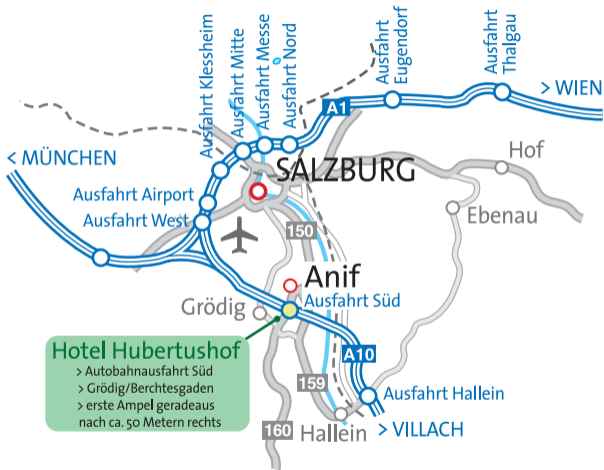 Ausfahrt Klessheim
Ausfahrt Mitte
Ausfahrt Messe
Ausfahrt Nord
Ausfahrt
Eugendorf
Ausfahrt
Thalgau
> WIEN
A1
< MÜNCHEN
SALZBURG
Hof
Ausfahrt Airport
Ausfahrt West
Ebenau
150
Anif
Ausfahrt Süd
Grödig
Hotel Hubertushof
> Autobahnausfahrt Süd
> Grödig/Berchtesgaden
> erste Ampel geradeaus
nach ca. 50 Metern rechts
A10
159
Ausfahrt Hallein
160
Hallein
> VILLACH